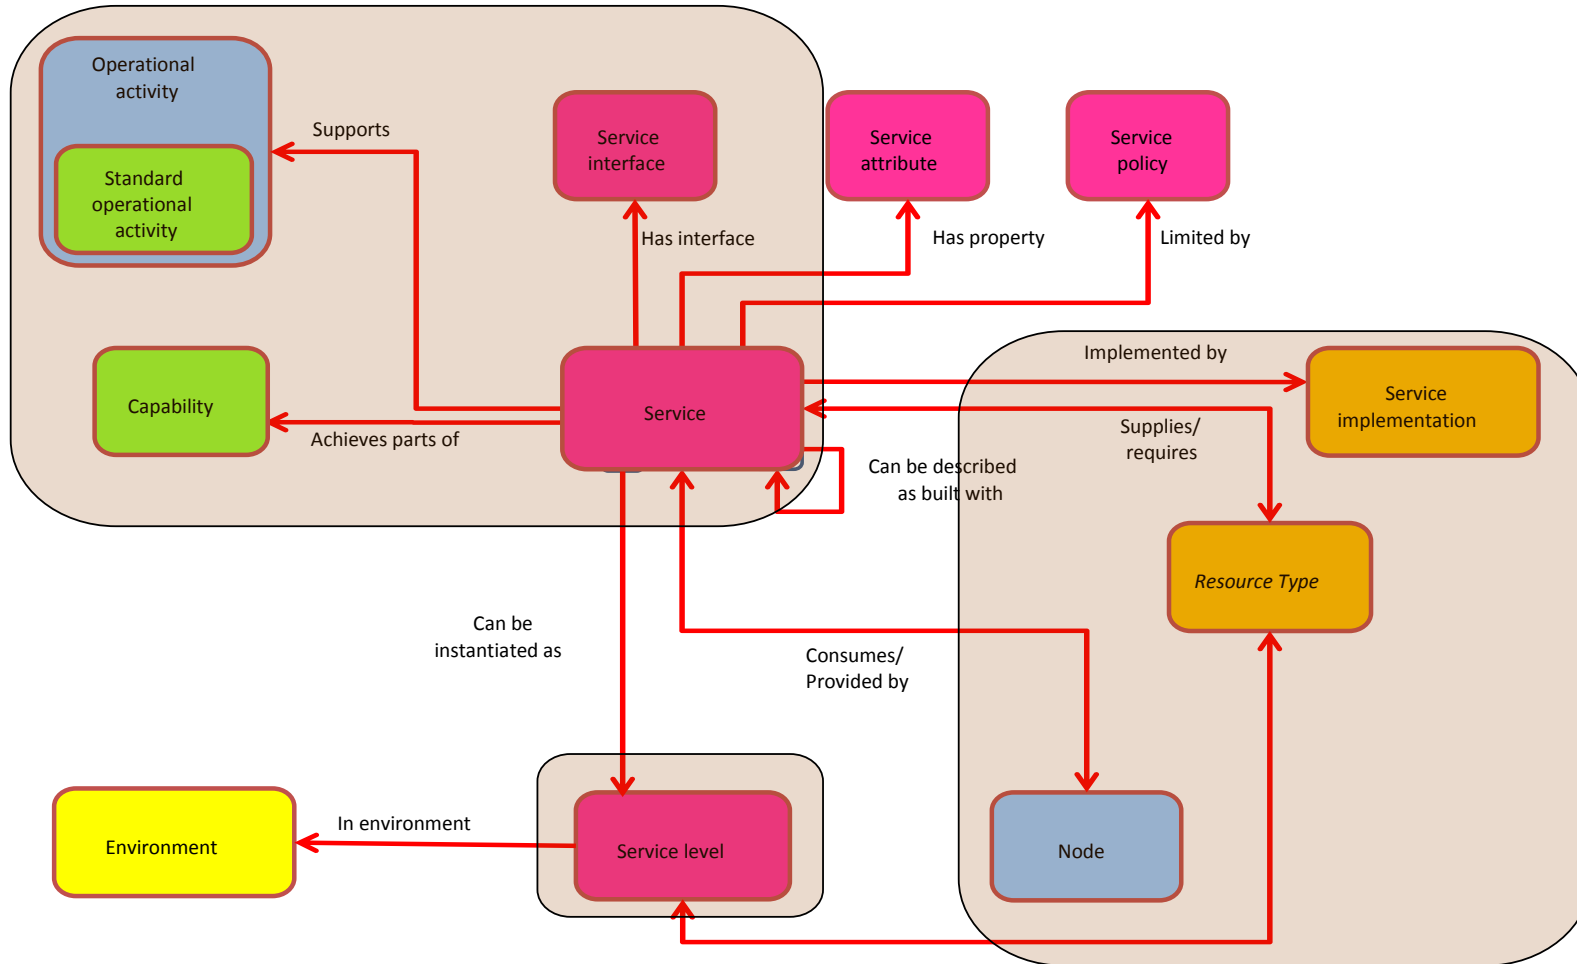 Operational
activity
Standard
operational
activity
Supports
Service
interface
Service
attribute
Service
policy
Has interface
Has property
Limited by
Capability
Achieves parts of
Service
Implemented by
Service
implementation
Supplies/
requires
Can be described
as built with
Resource Type
Can be
instantiated as
Consumes/
Provided by
Environment
In environment
Service level
Node